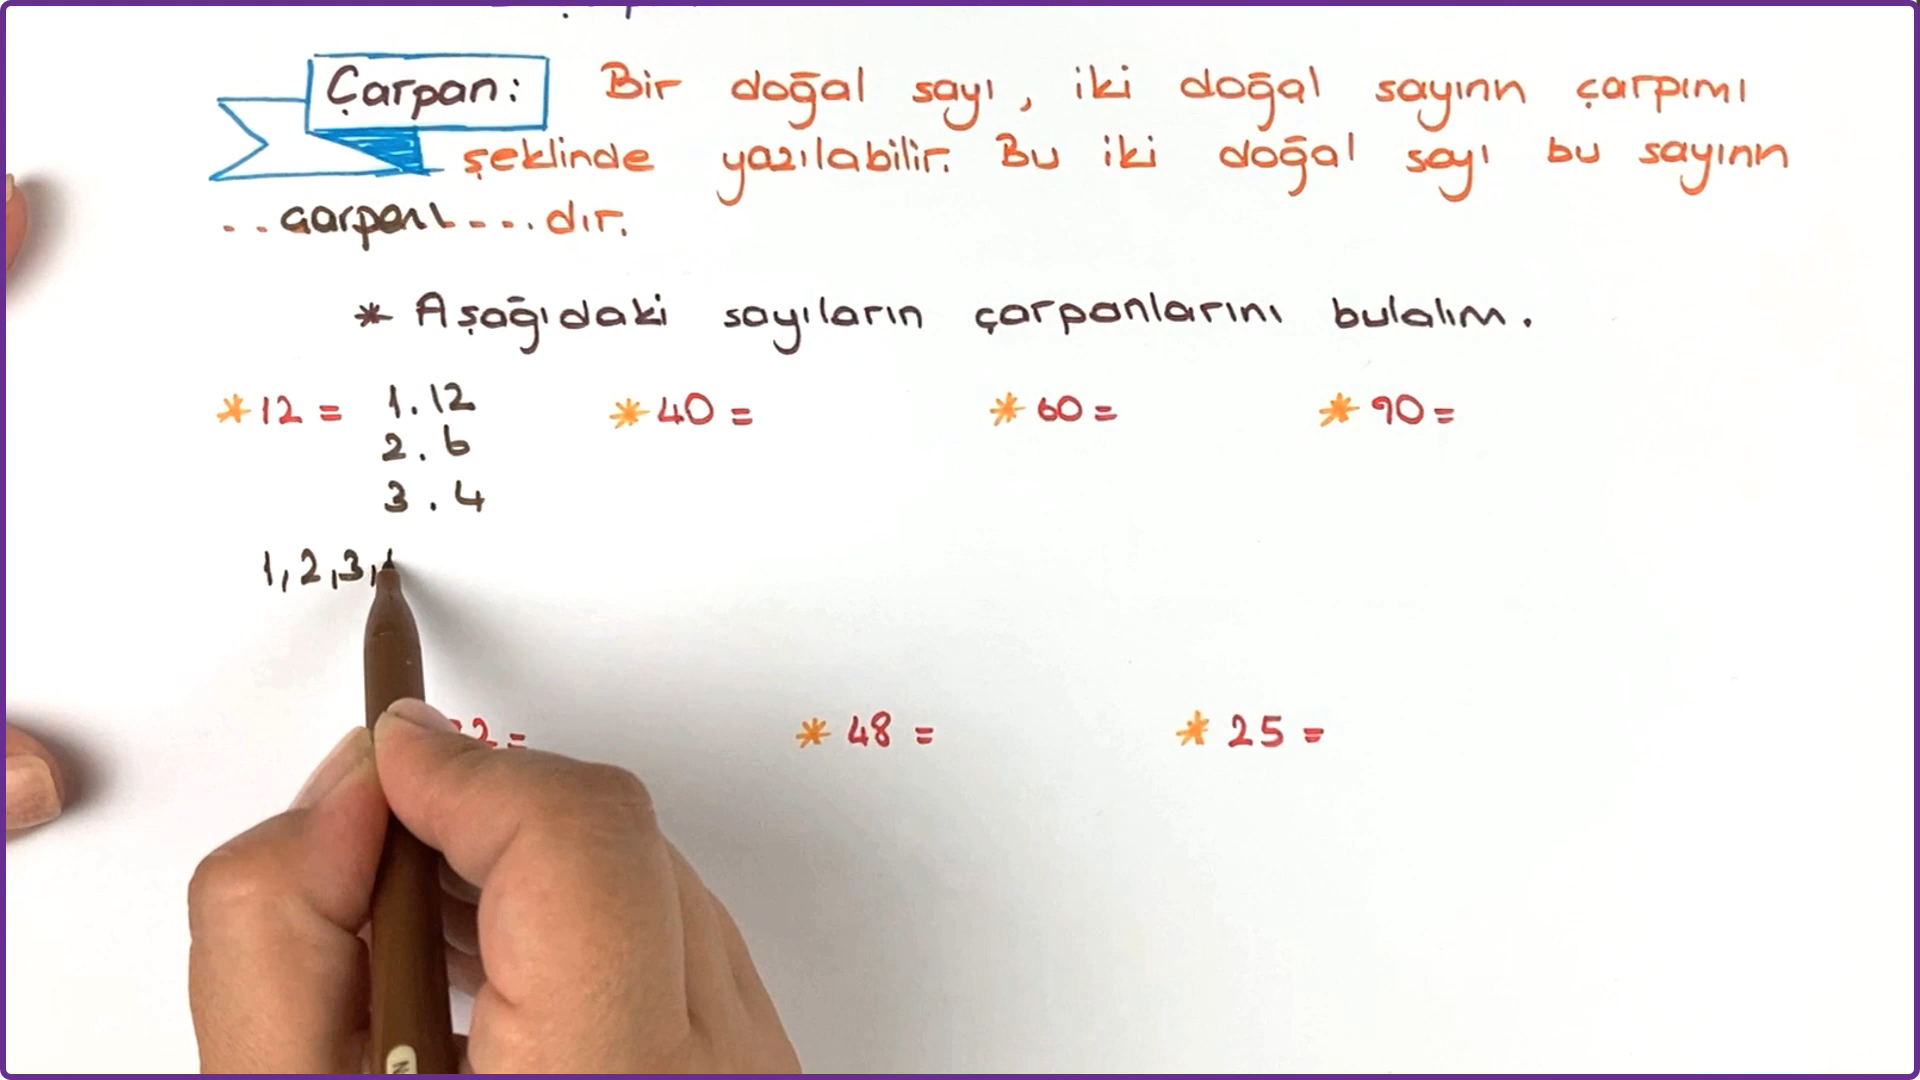 Çarpan: Bir doğal sayı, iki doğal sayının çarpımı
şeklinde yazılabilir. Bu iki doğal sayı bu sayının
..çarpanı....dır.
* Aşağıdaki sayıların çarpanlarını bulalım.
*12 = 1.12 *40 = *60 = *90 =
2.6
3.4
1,2,3,
*48 = *25 =